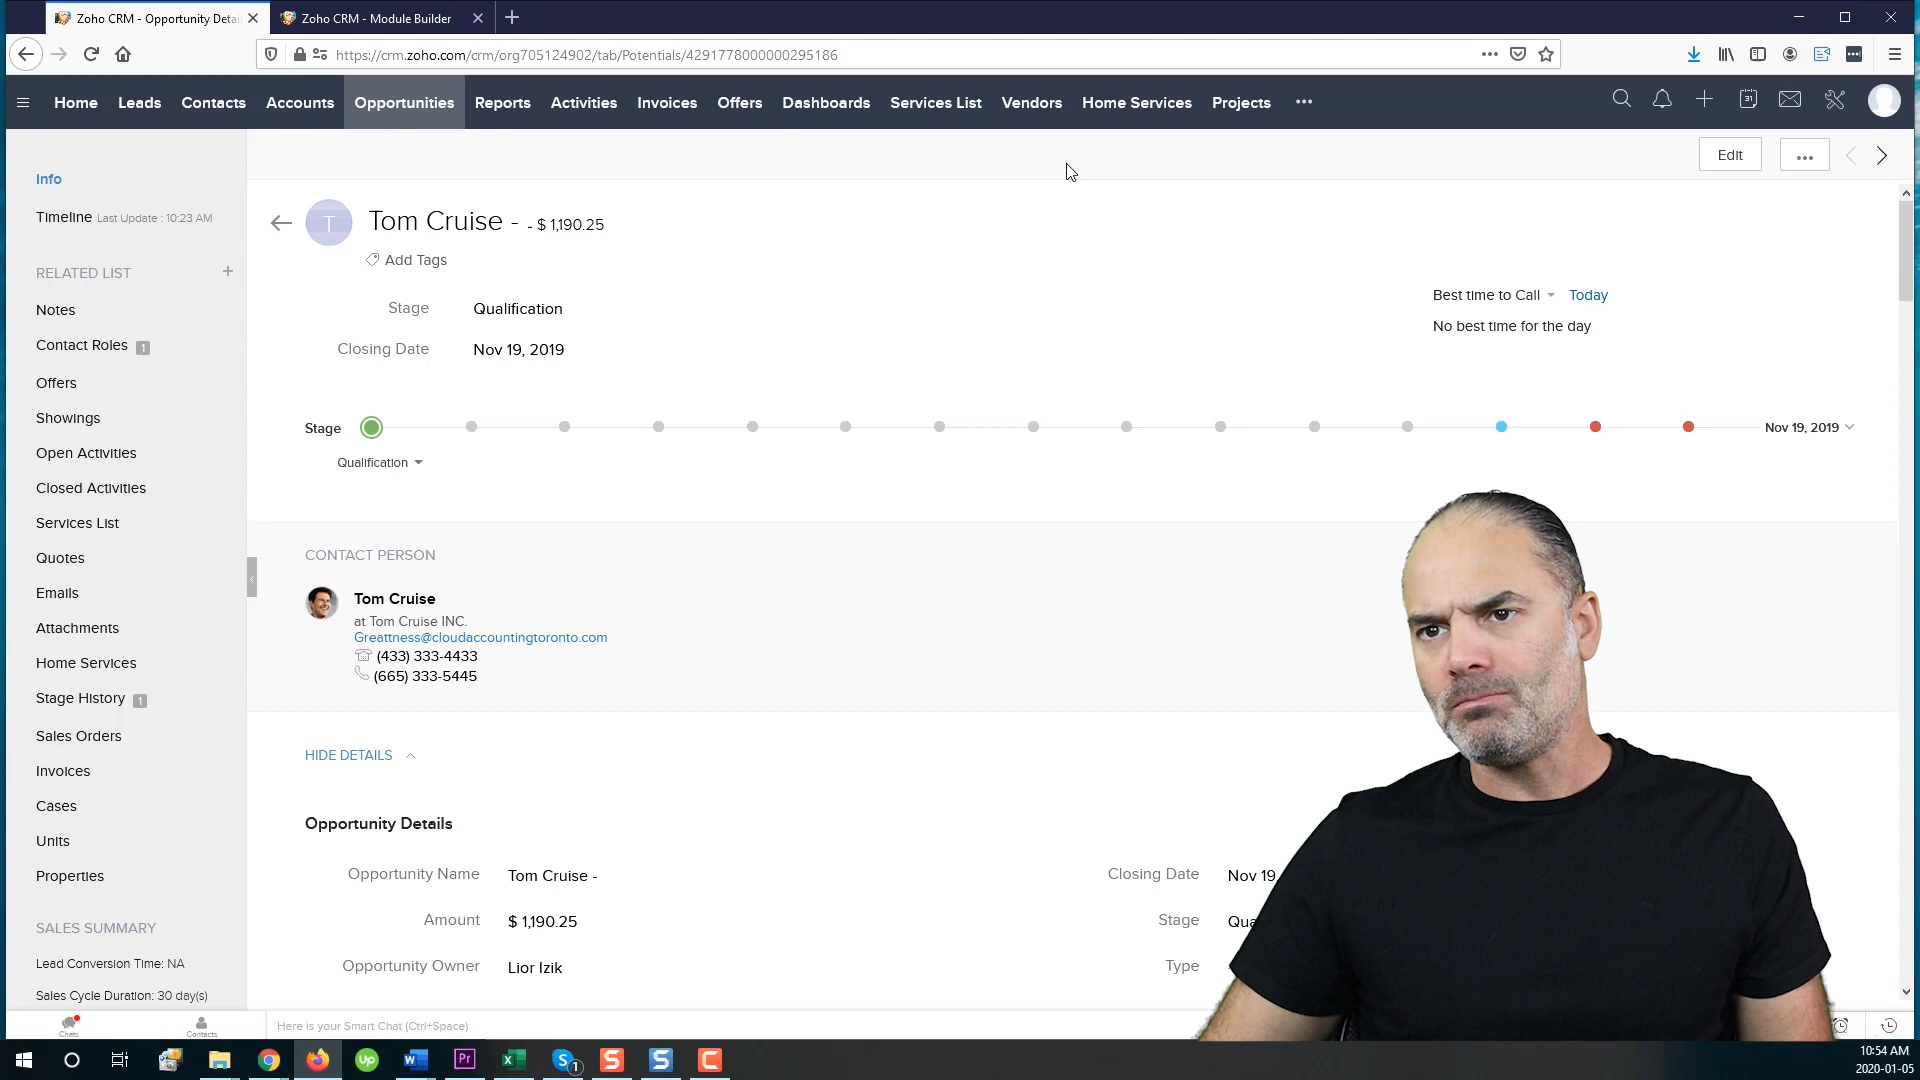 Zoho CRM - Opportunity Deta
Zoho CRM - Module Builder
https://crm.zoho.com/crm/org705124902/tab/Potentials/4291778000000295186
Home Leads Contacts Accounts Opportunities Reports Activities Invoices Offers Dashboards Services List Vendors Home Services Projects
31
Edit
Info
Timeline Last Update : 10:23 AM
RELATED LIST +
Notes
Contact Roles 1
Offers
Showings
Open Activities
Closed Activities
Services List
Quotes
Emails
Attachments
Home Services
Stage History 1
Sales Orders
Invoices
Cases
Units
Properties
SALES SUMMARY
Lead Conversion Time: NA
Sales Cycle Duration: 30 day(s)
T
Tom Cruise - - $ 1,190.25
Add Tags
Stage Qualification
Closing Date Nov 19, 2019
Best time to Call Today
No best time for the day
Stage
Nov 19, 2019
Qualification
CONTACT PERSON
Tom Cruise
at Tom Cruise INC.
Greattness@cloudaccountingtoronto.com
(433) 333-4433
(665) 333-5445
HIDE DETAILS
Opportunity Details
Opportunity Name Tom Cruise - Closing Date Nov 19,
Amount $ 1,190.25 Stage Qua
Opportunity Owner Lior Izik Type
Chats Contacts Here is your Smart Chat (Ctrl+Space)
Up W Pr X S 1 S S C
10:54 AM
2020-01-05